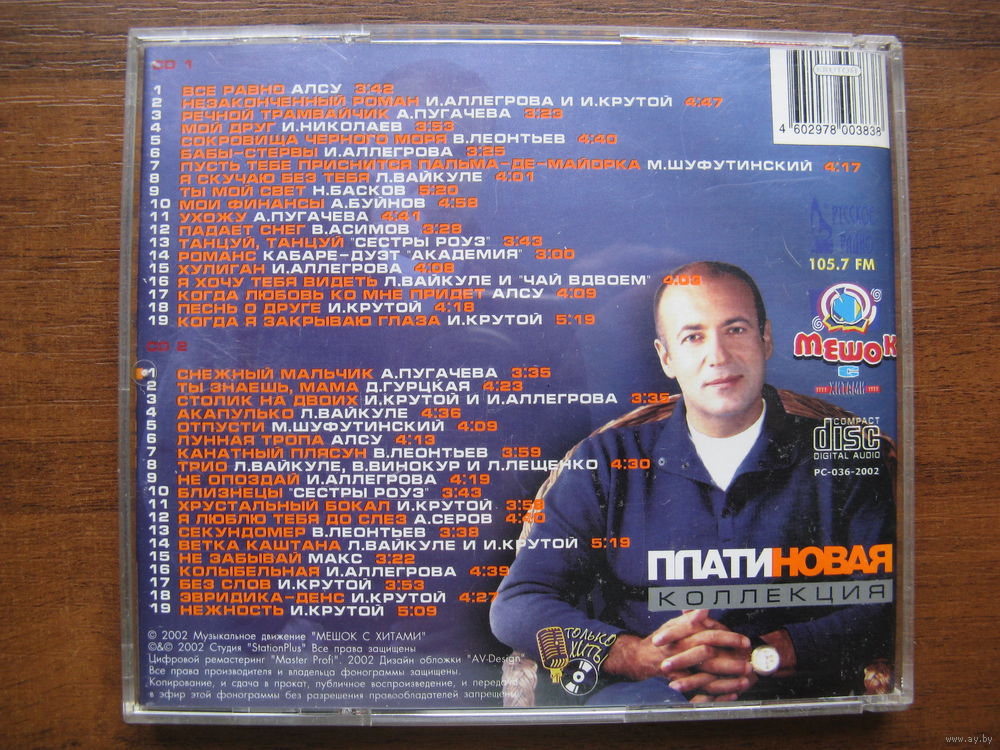 CD 1
1 ВСЕ РАВНО АЛСУ 3:42
2 НЕЗАКОНЧЕННЫЙ РОМАН И.АЛЛЕГРОВА И И.КРУТОЙ 4:47
3 РЕЧНОЙ ТРАМВАЙЧИК А.ПУГАЧЕВА 3:23
4 МОЙ ДРУГ И.НИКОЛАЕВ 3:53
5 СОКРОВИЩА ЧЕРНОГО МОРЯ В.ЛЕОНТЬЕВ 4:40
6 БАБЫ-СТЕРВЫ И.АЛЛЕГРОВА 3:25
7 ПУСТЬ ТЕБЕ ПРИСНИТСЯ ПАЛЬМА-ДЕ-МАЙОРКА М.ШУФУТИНСКИЙ 4:17
8 Я СКУЧАЮ БЕЗ ТЕБЯ Л.ВАЙКУЛЕ 4:01
9 ТЫ МОЙ СВЕТ Н.БАСКОВ 5:20
10 МОИ ФИНАНСЫ А.БУЙНОВ 4:58
11 УХОЖУ А.ПУГАЧЕВА 4:41
12 ПАДАЕТ СНЕГ В.АСИМОВ 3:28
13 ТАНЦУЙ, ТАНЦУЙ "СЕСТРЫ РОУЗ" 3:43
14 РОМАНС КАБАРЕ-ДУЭТ "АКАДЕМИЯ" 3:00
15 ХУЛИГАН И.АЛЛЕГРОВА 4:08
16 Я ХОЧУ ТЕБЯ ВИДЕТЬ Л.ВАЙКУЛЕ И "ЧАЙ ВДВОЕМ" 4:03
17 КОГДА ЛЮБОВЬ КО МНЕ ПРИДЕТ АЛСУ 4:09
18 ПЕСНЬ О ДРУГЕ И.КРУТОЙ 4:18
19 КОГДА Я ЗАКРЫВАЮ ГЛАЗА И.КРУТОЙ 5:19
CD 2
1 СНЕЖНЫЙ МАЛЬЧИК А.ПУГАЧЕВА 3:35
2 ТЫ ЗНАЕШЬ, МАМА Д.ГУРЦКАЯ 4:23
3 СТОЛИК НА ДВОИХ И.КРУТОЙ И И.АЛЛЕГРОВА 3:35
4 АКАПУЛЬКО Л.ВАЙКУЛЕ 4:36
5 ОТПУСТИ М.ШУФУТИНСКИЙ 4:09
6 ЛУННАЯ ТРОПА АЛСУ 4:13
7 КАНАТНЫЙ ПЛЯСУН В.ЛЕОНТЬЕВ 3:59
8 ТРИО Л.ВАЙКУЛЕ, В.ВИНОКУР И Л.ЛЕЩЕНКО 4:30
9 НЕ ОПОЗДАЙ И.АЛЛЕГРОВА 4:19
10 БЛИЗНЕЦЫ "СЕСТРЫ РОУЗ" 3:43
11 ХРУСТАЛЬНЫЙ БОКАЛ И.КРУТОЙ 3:58
12 Я ЛЮБЛЮ ТЕБЯ ДО СЛЕЗ А.СЕРОВ 4:40
13 СЕКУНДОМЕР В.ЛЕОНТЬЕВ 3:38
14 ВЕТКА КАШТАНА Л.ВАЙКУЛЕ И И.КРУТОЙ 5:19
15 НЕ ЗАБЫВАЙ МАКС 3:22
16 КОЛЫБЕЛЬНАЯ И.АЛЛЕГРОВА 4:39
17 БЕЗ СЛОВ И.КРУТОЙ 3:53
18 ЭВРИДИКА-ДЕНС И.КРУТОЙ 4:27
19 НЕЖНОСТЬ И.КРУТОЙ 5:09
© 2002 Музыкальное движение "МЕШОК С ХИТАМИ"
©&© 2002 Студия "StationPlus" Все права защищены
Цифровой ремастеринг "Master Profi". 2002 Дизайн обложки "AV-Design"
Все права производителя и владельца фонограммы защищены.
Копирование, и сдача в прокат, публичное воспроизведение, и передача
в эфир этой фонограммы без разрешения правообладателей запрещены
KRUTOY
4 602978 003838
РУССКОЕ
РАДИО
105.7 FM
МЕШОК
С
ХИТАМИ
COMPACT
disc
DIGITAL AUDIO
PC-036-2002
ПЛАТИНОВАЯ
КОЛЛЕКЦИЯ
ТОЛЬКО
ХИТЫ
www.ay.by